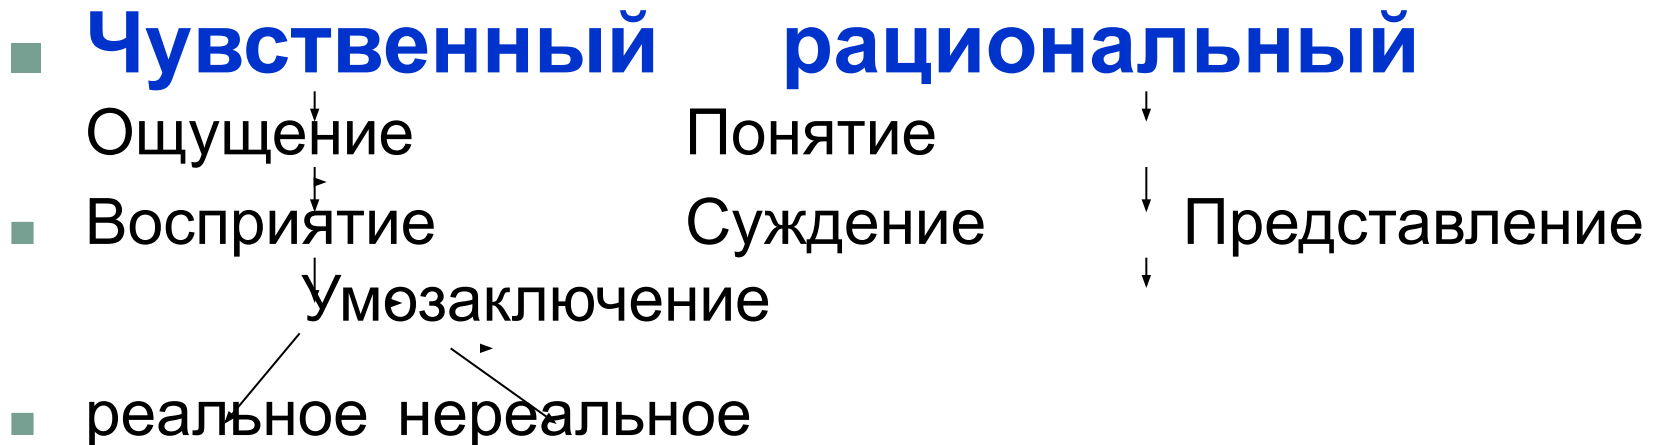 Чувственный рациональный
Ощущение Понятие
Восприятие Суждение Представление
Умозаключение
реальное нереальное